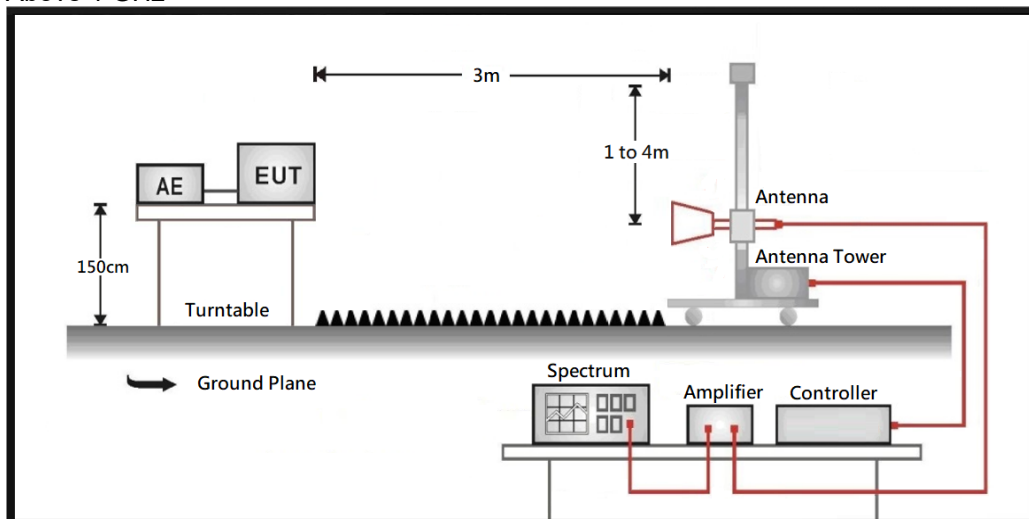 3m
1 to 4m
AE
EUT
Antenna
150cm
Antenna Tower
Turntable
Ground Plane
Spectrum
Amplifier
Controller